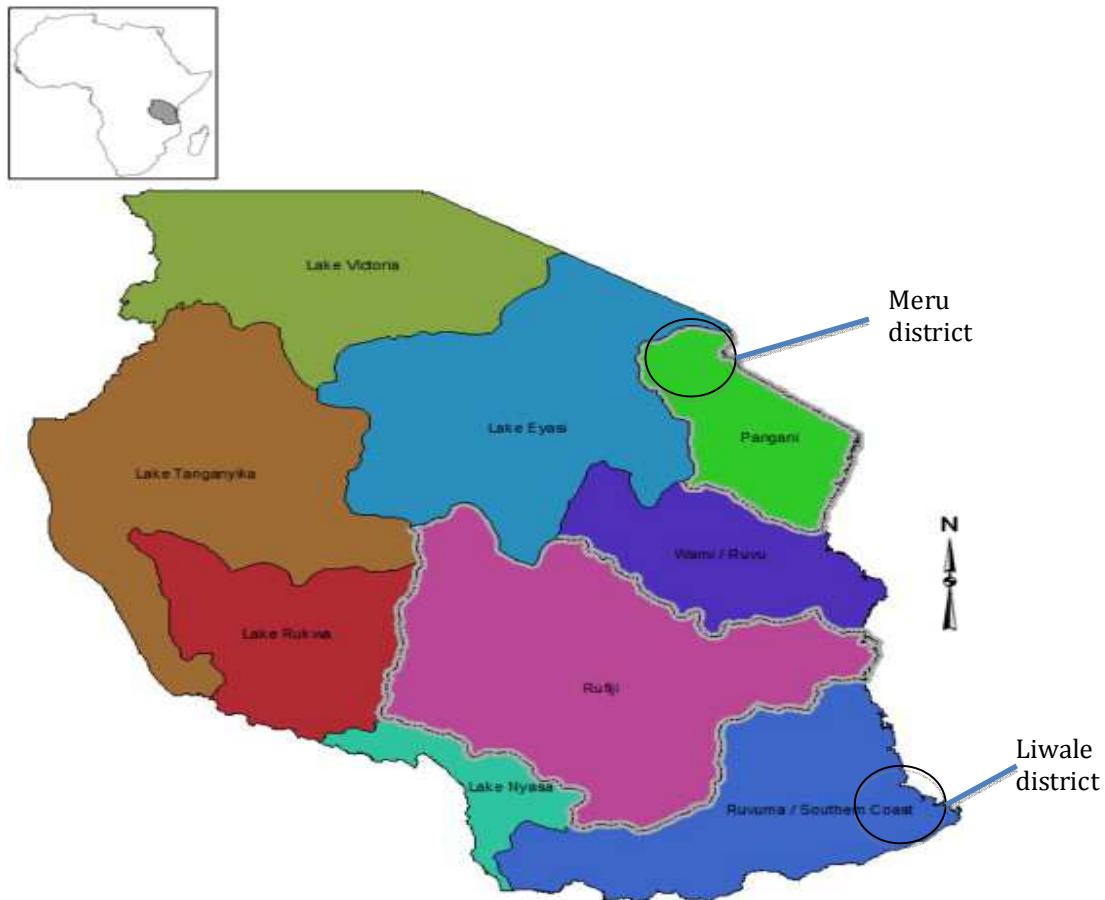 Lake Victoria
Meru
district
Lake Eyasi
Pangani
Lake Tanganyika
N
Wami / Ruvu
Lake Rukwa
Rufiji
Liwale
district
Lake Nyasa
Ruvuma / Southern Coast